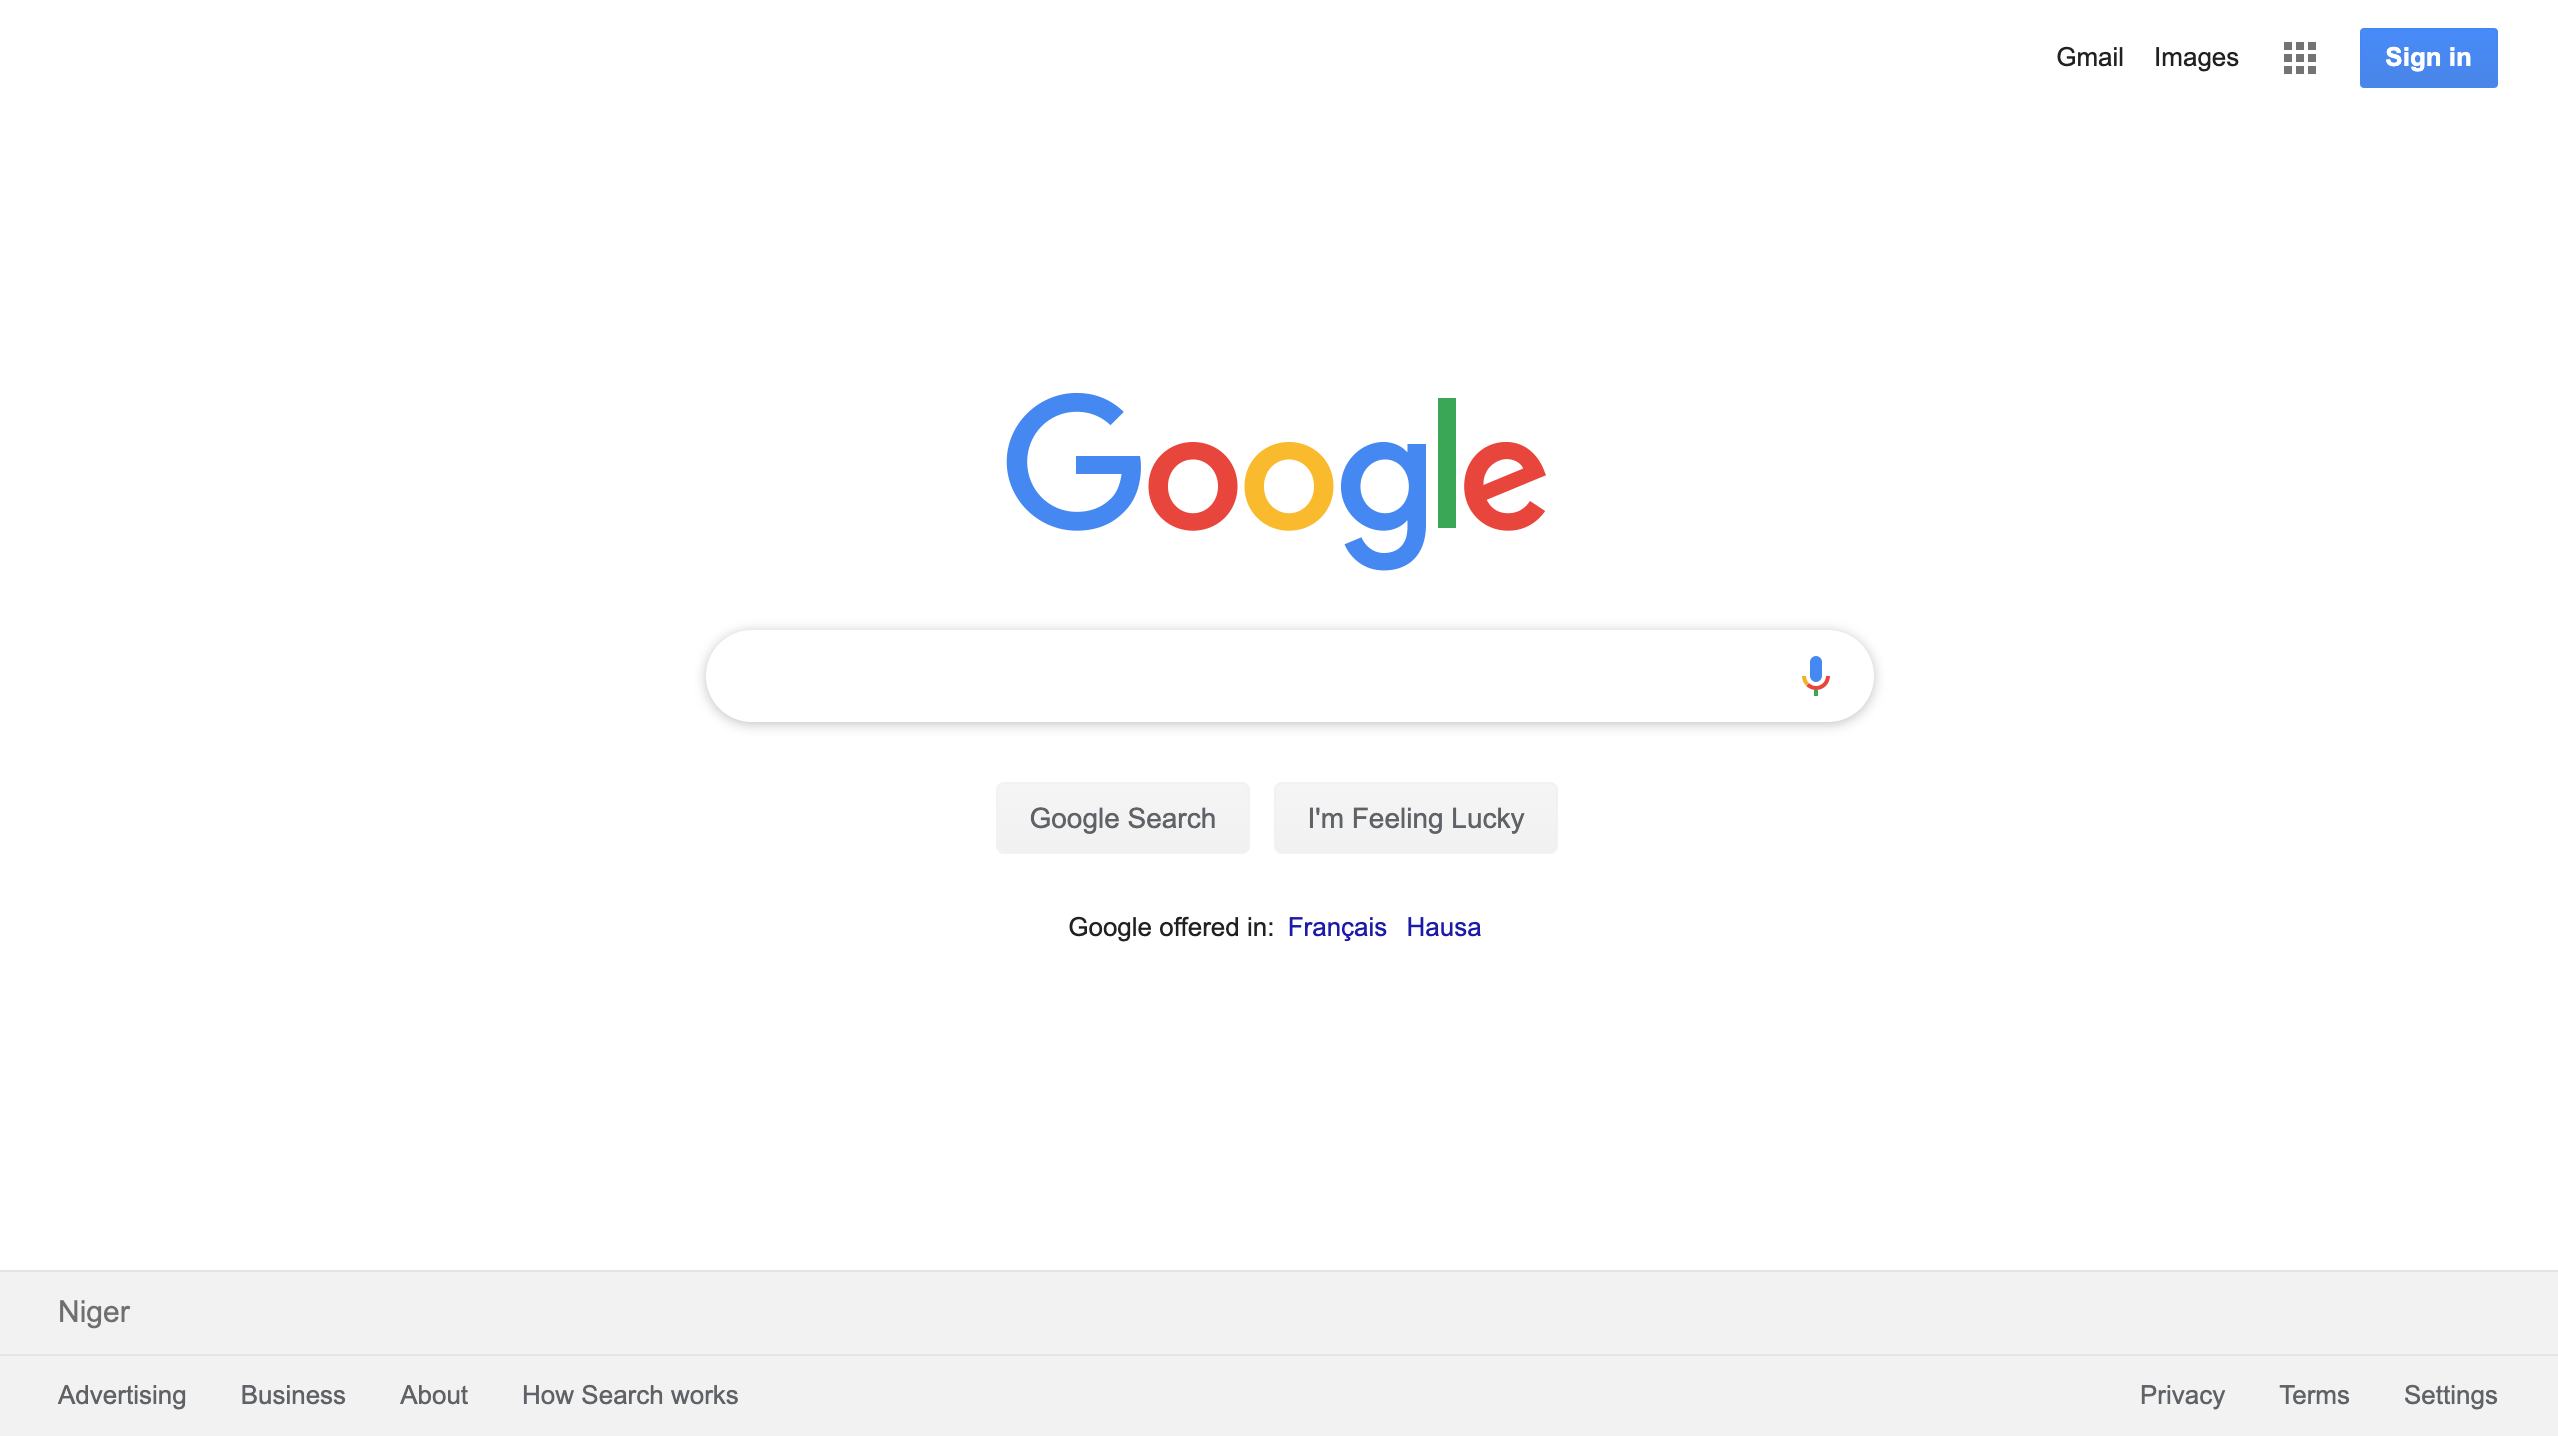 Gmail Images Sign in
Google
Google Search I'm Feeling Lucky
Google offered in: Français Hausa
Niger
Advertising Business About How Search works Privacy Terms Settings